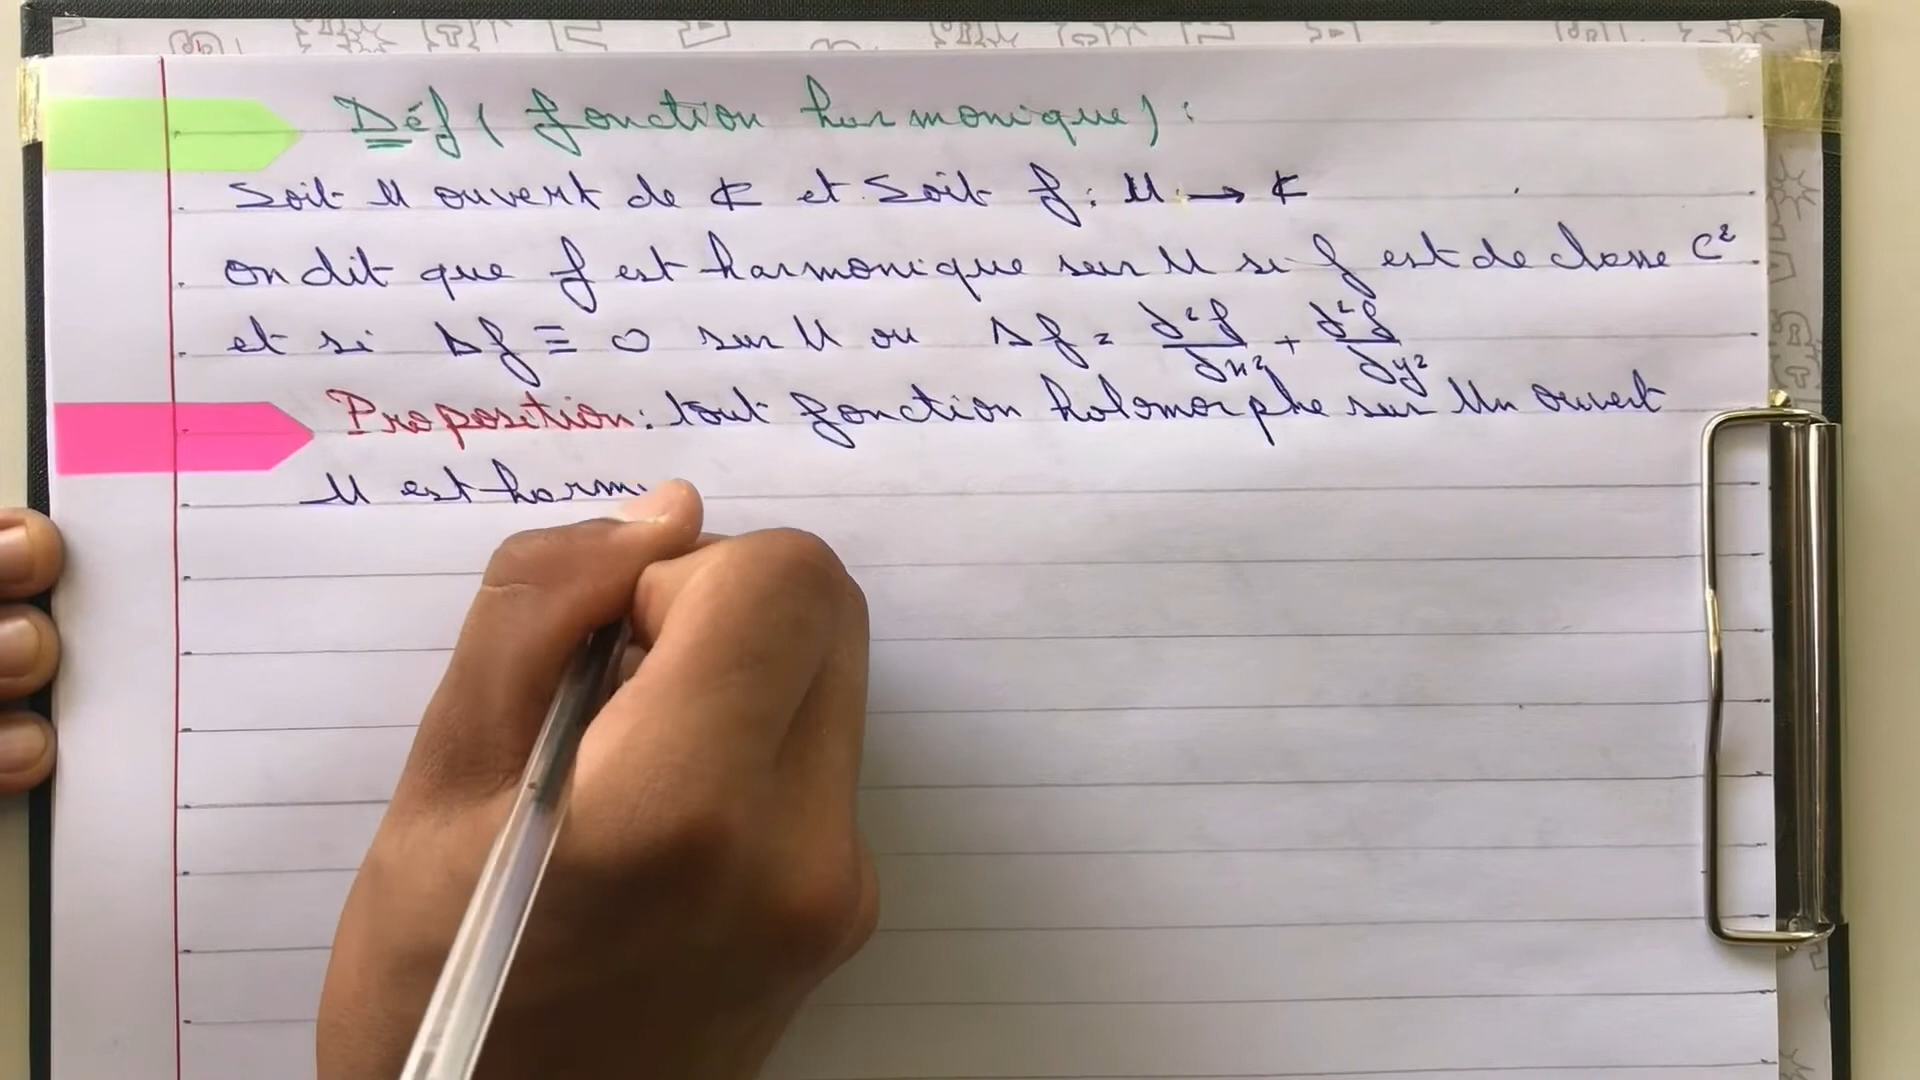 Déf ( fonction harmonique) :
Soit U ouvert de ℂ et soit f : U → ℂ
on dit que f est harmonique sur U si f est de classe C²
et si Δf ≡ 0 sur U ou Δf = ∂²f/∂x² + ∂²f/∂y²
Proposition : tout fonction holomorphe sur Un ouvert
U est harm